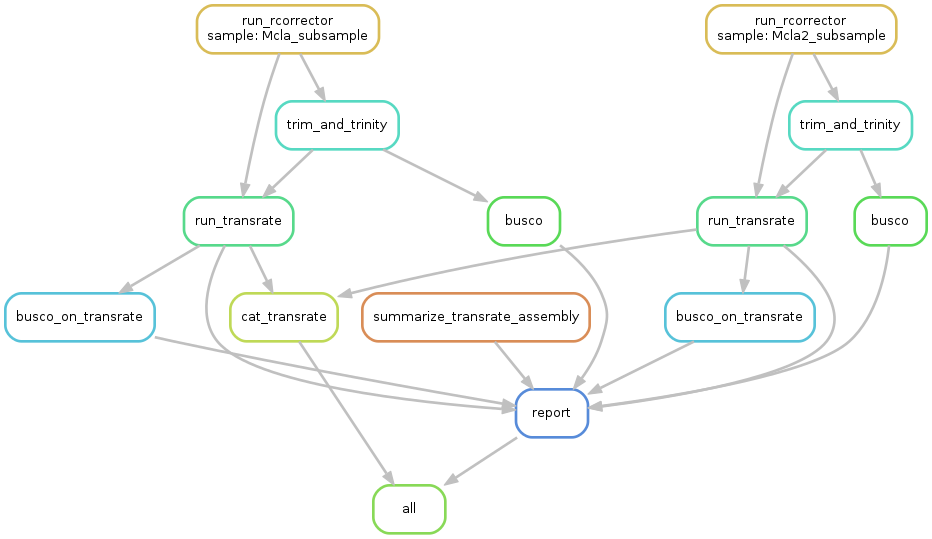 run_rcorrector
sample: Mcla_subsample
run_rcorrector
sample: Mcla2_subsample
trim_and_trinity
trim_and_trinity
run_transrate
busco
run_transrate
busco
busco_on_transrate
cat_transrate
summarize_transrate_assembly
busco_on_transrate
report
all